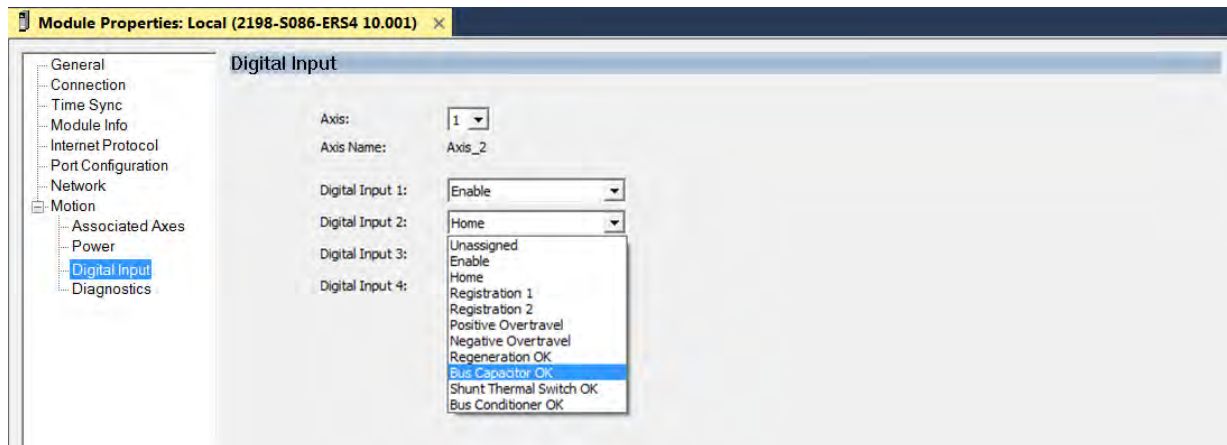 Module Properties: Local (2198-S086-ERS4 10.001) ×
General
Connection
Time Sync
Module Info
Internet Protocol
Port Configuration
Network
Motion
Associated Axes
Power
Digital Input
Diagnostics
Digital Input
Axis: 1
Axis Name: Axis_2
Digital Input 1: Enable
Digital Input 2: Home
Digital Input 3:
Digital Input 4:
Unassigned
Enable
Home
Registration 1
Registration 2
Positive Overtravel
Negative Overtravel
Regeneration OK
Bus Capacitor OK
Shunt Thermal Switch OK
Bus Conditioner OK